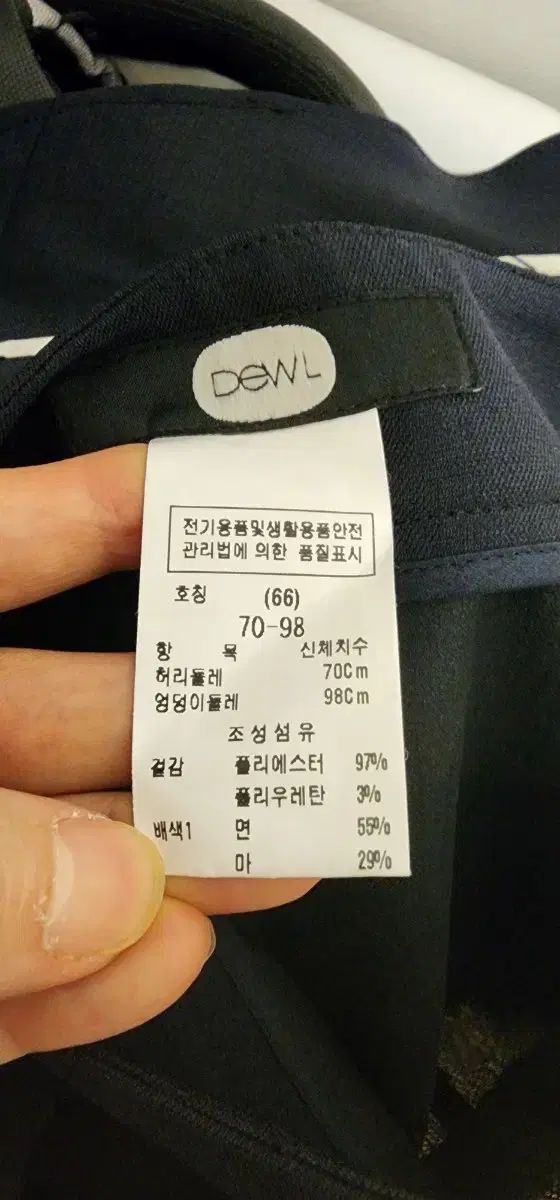 DeWL
전기용품및생활용품안전
관리법에 의한 품질표시
호칭 (66)
70-98
항 목 신체치수
허리둘레 70Cm
엉덩이둘레 98Cm
조성섬유
겉감 폴리에스터 97%
폴리우레탄 3%
배색1 면 55%
마 29%